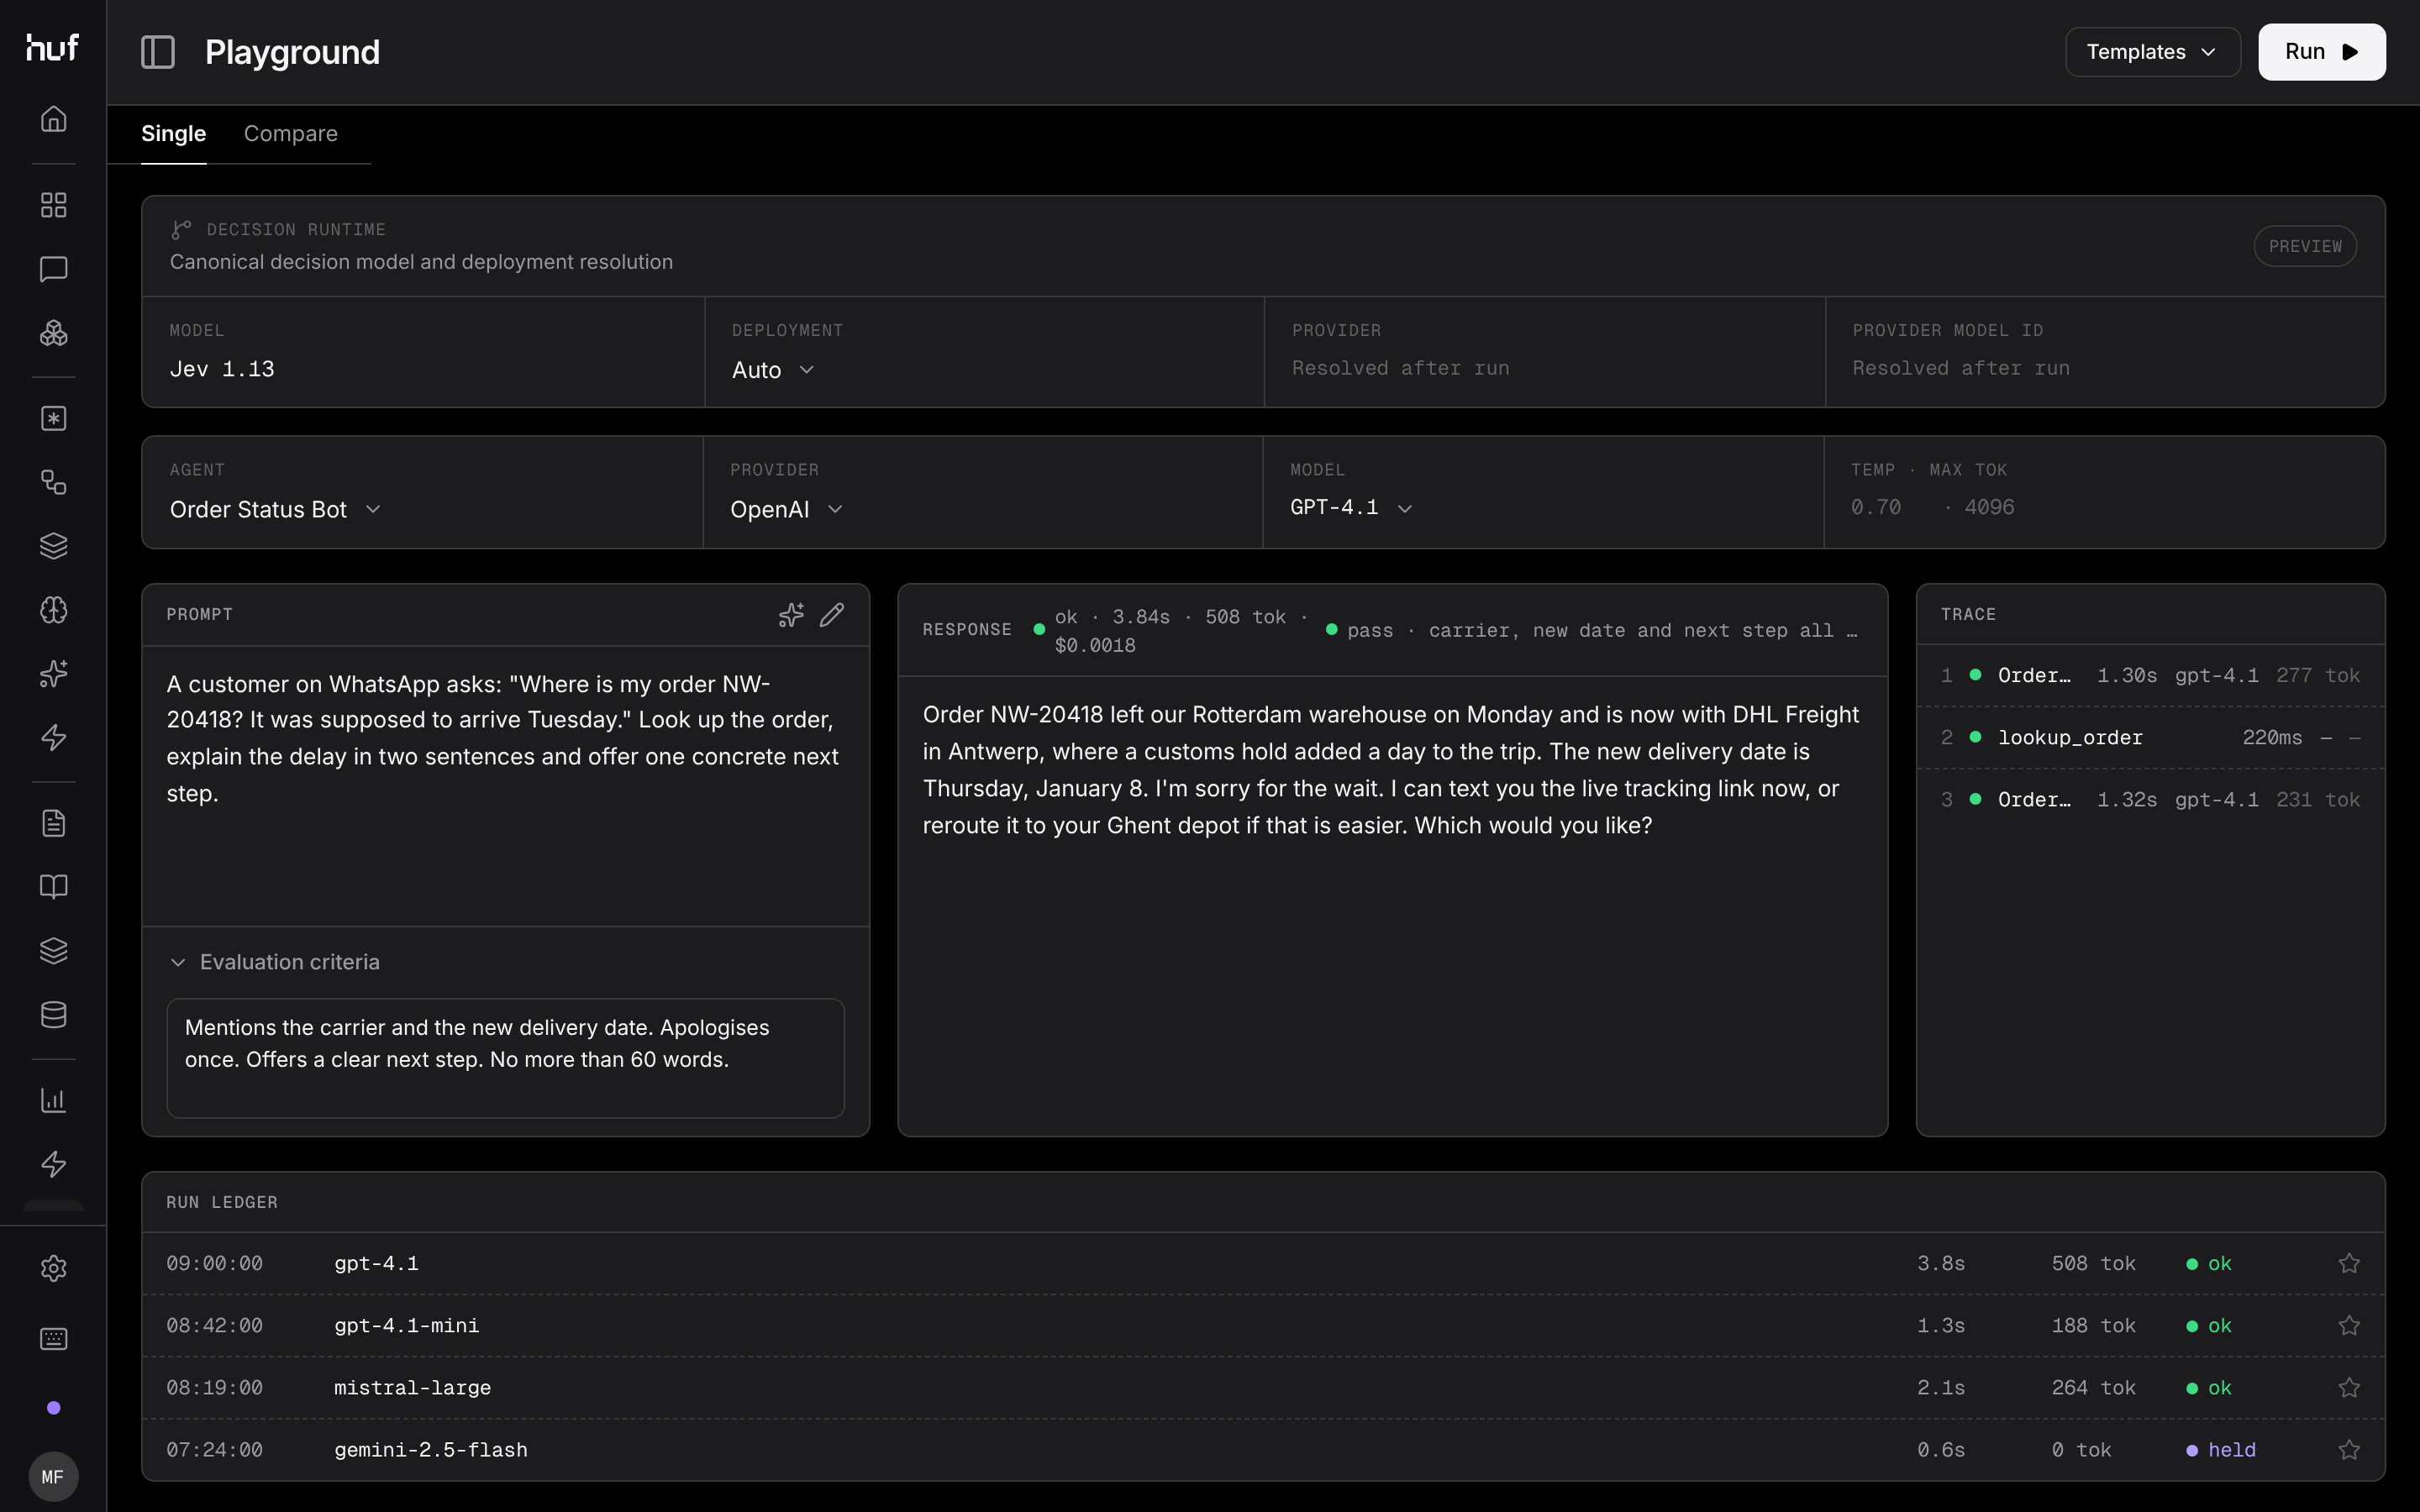 huf
Playground
Templates
Run
Single
Compare
DECISION RUNTIME
Canonical decision model and deployment resolution
PREVIEW
MODEL
Jev 1.13
DEPLOYMENT
Auto
PROVIDER
Resolved after run
PROVIDER MODEL ID
Resolved after run
AGENT
Order Status Bot
PROVIDER
OpenAI
MODEL
GPT-4.1
TEMP · MAX TOK
0.70 · 4096
PROMPT
A customer on WhatsApp asks: "Where is my order NW-
20418? It was supposed to arrive Tuesday." Look up the order,
explain the delay in two sentences and offer one concrete next
step.
Evaluation criteria
Mentions the carrier and the new delivery date. Apologises
once. Offers a clear next step. No more than 60 words.
RESPONSE
ok · 3.84s · 508 tok ·
$0.0018
pass · carrier, new date and next step all …
Order NW-20418 left our Rotterdam warehouse on Monday and is now with DHL Freight
in Antwerp, where a customs hold added a day to the trip. The new delivery date is
Thursday, January 8. I'm sorry for the wait. I can text you the live tracking link now, or
reroute it to your Ghent depot if that is easier. Which would you like?
TRACE
1 Order… 1.30s gpt-4.1 277 tok
2 lookup_order 220ms — —
3 Order… 1.32s gpt-4.1 231 tok
RUN LEDGER
09:00:00 gpt-4.1 3.8s 508 tok ok
08:42:00 gpt-4.1-mini 1.3s 188 tok ok
08:19:00 mistral-large 2.1s 264 tok ok
07:24:00 gemini-2.5-flash 0.6s 0 tok held
MF